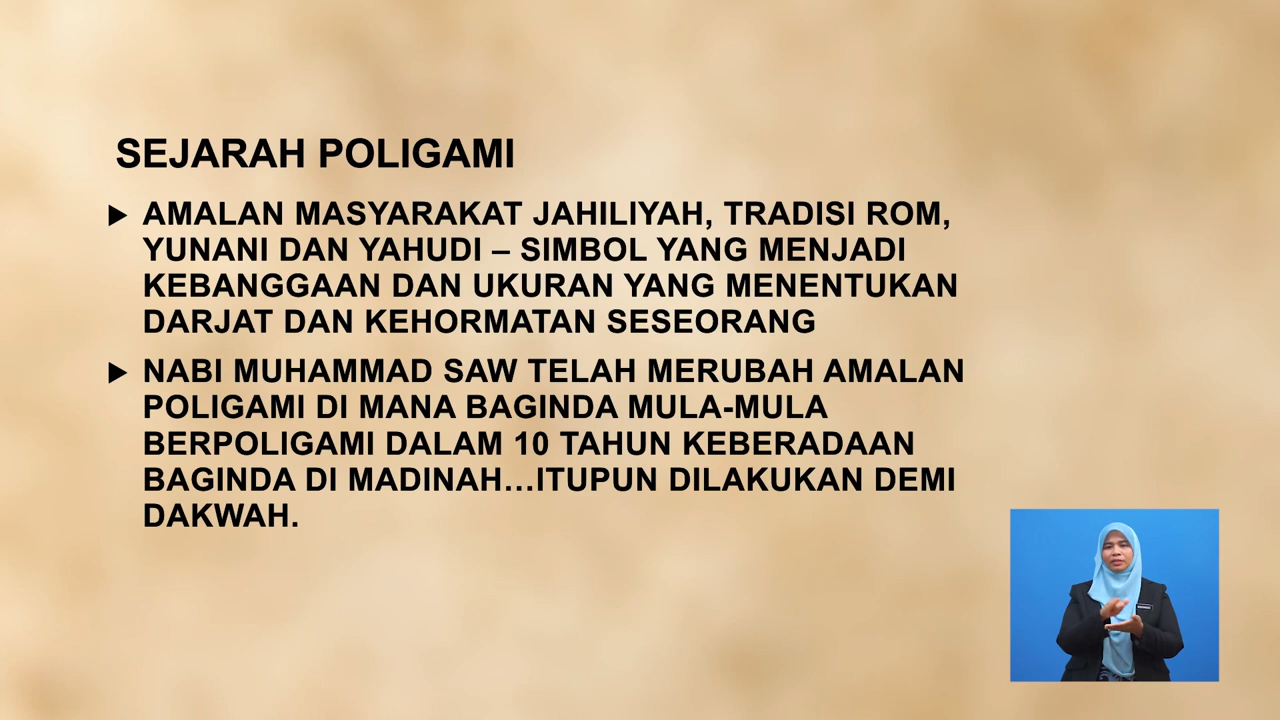 SEJARAH POLIGAMI
AMALAN MASYARAKAT JAHILIYAH, TRADISI ROM,
YUNANI DAN YAHUDI – SIMBOL YANG MENJADI
KEBANGGAAN DAN UKURAN YANG MENENTUKAN
DARJAT DAN KEHORMATAN SESEORANG
NABI MUHAMMAD SAW TELAH MERUBAH AMALAN
POLIGAMI DI MANA BAGINDA MULA-MULA
BERPOLIGAMI DALAM 10 TAHUN KEBERADAAN
BAGINDA DI MADINAH…ITUPUN DILAKUKAN DEMI
DAKWAH.